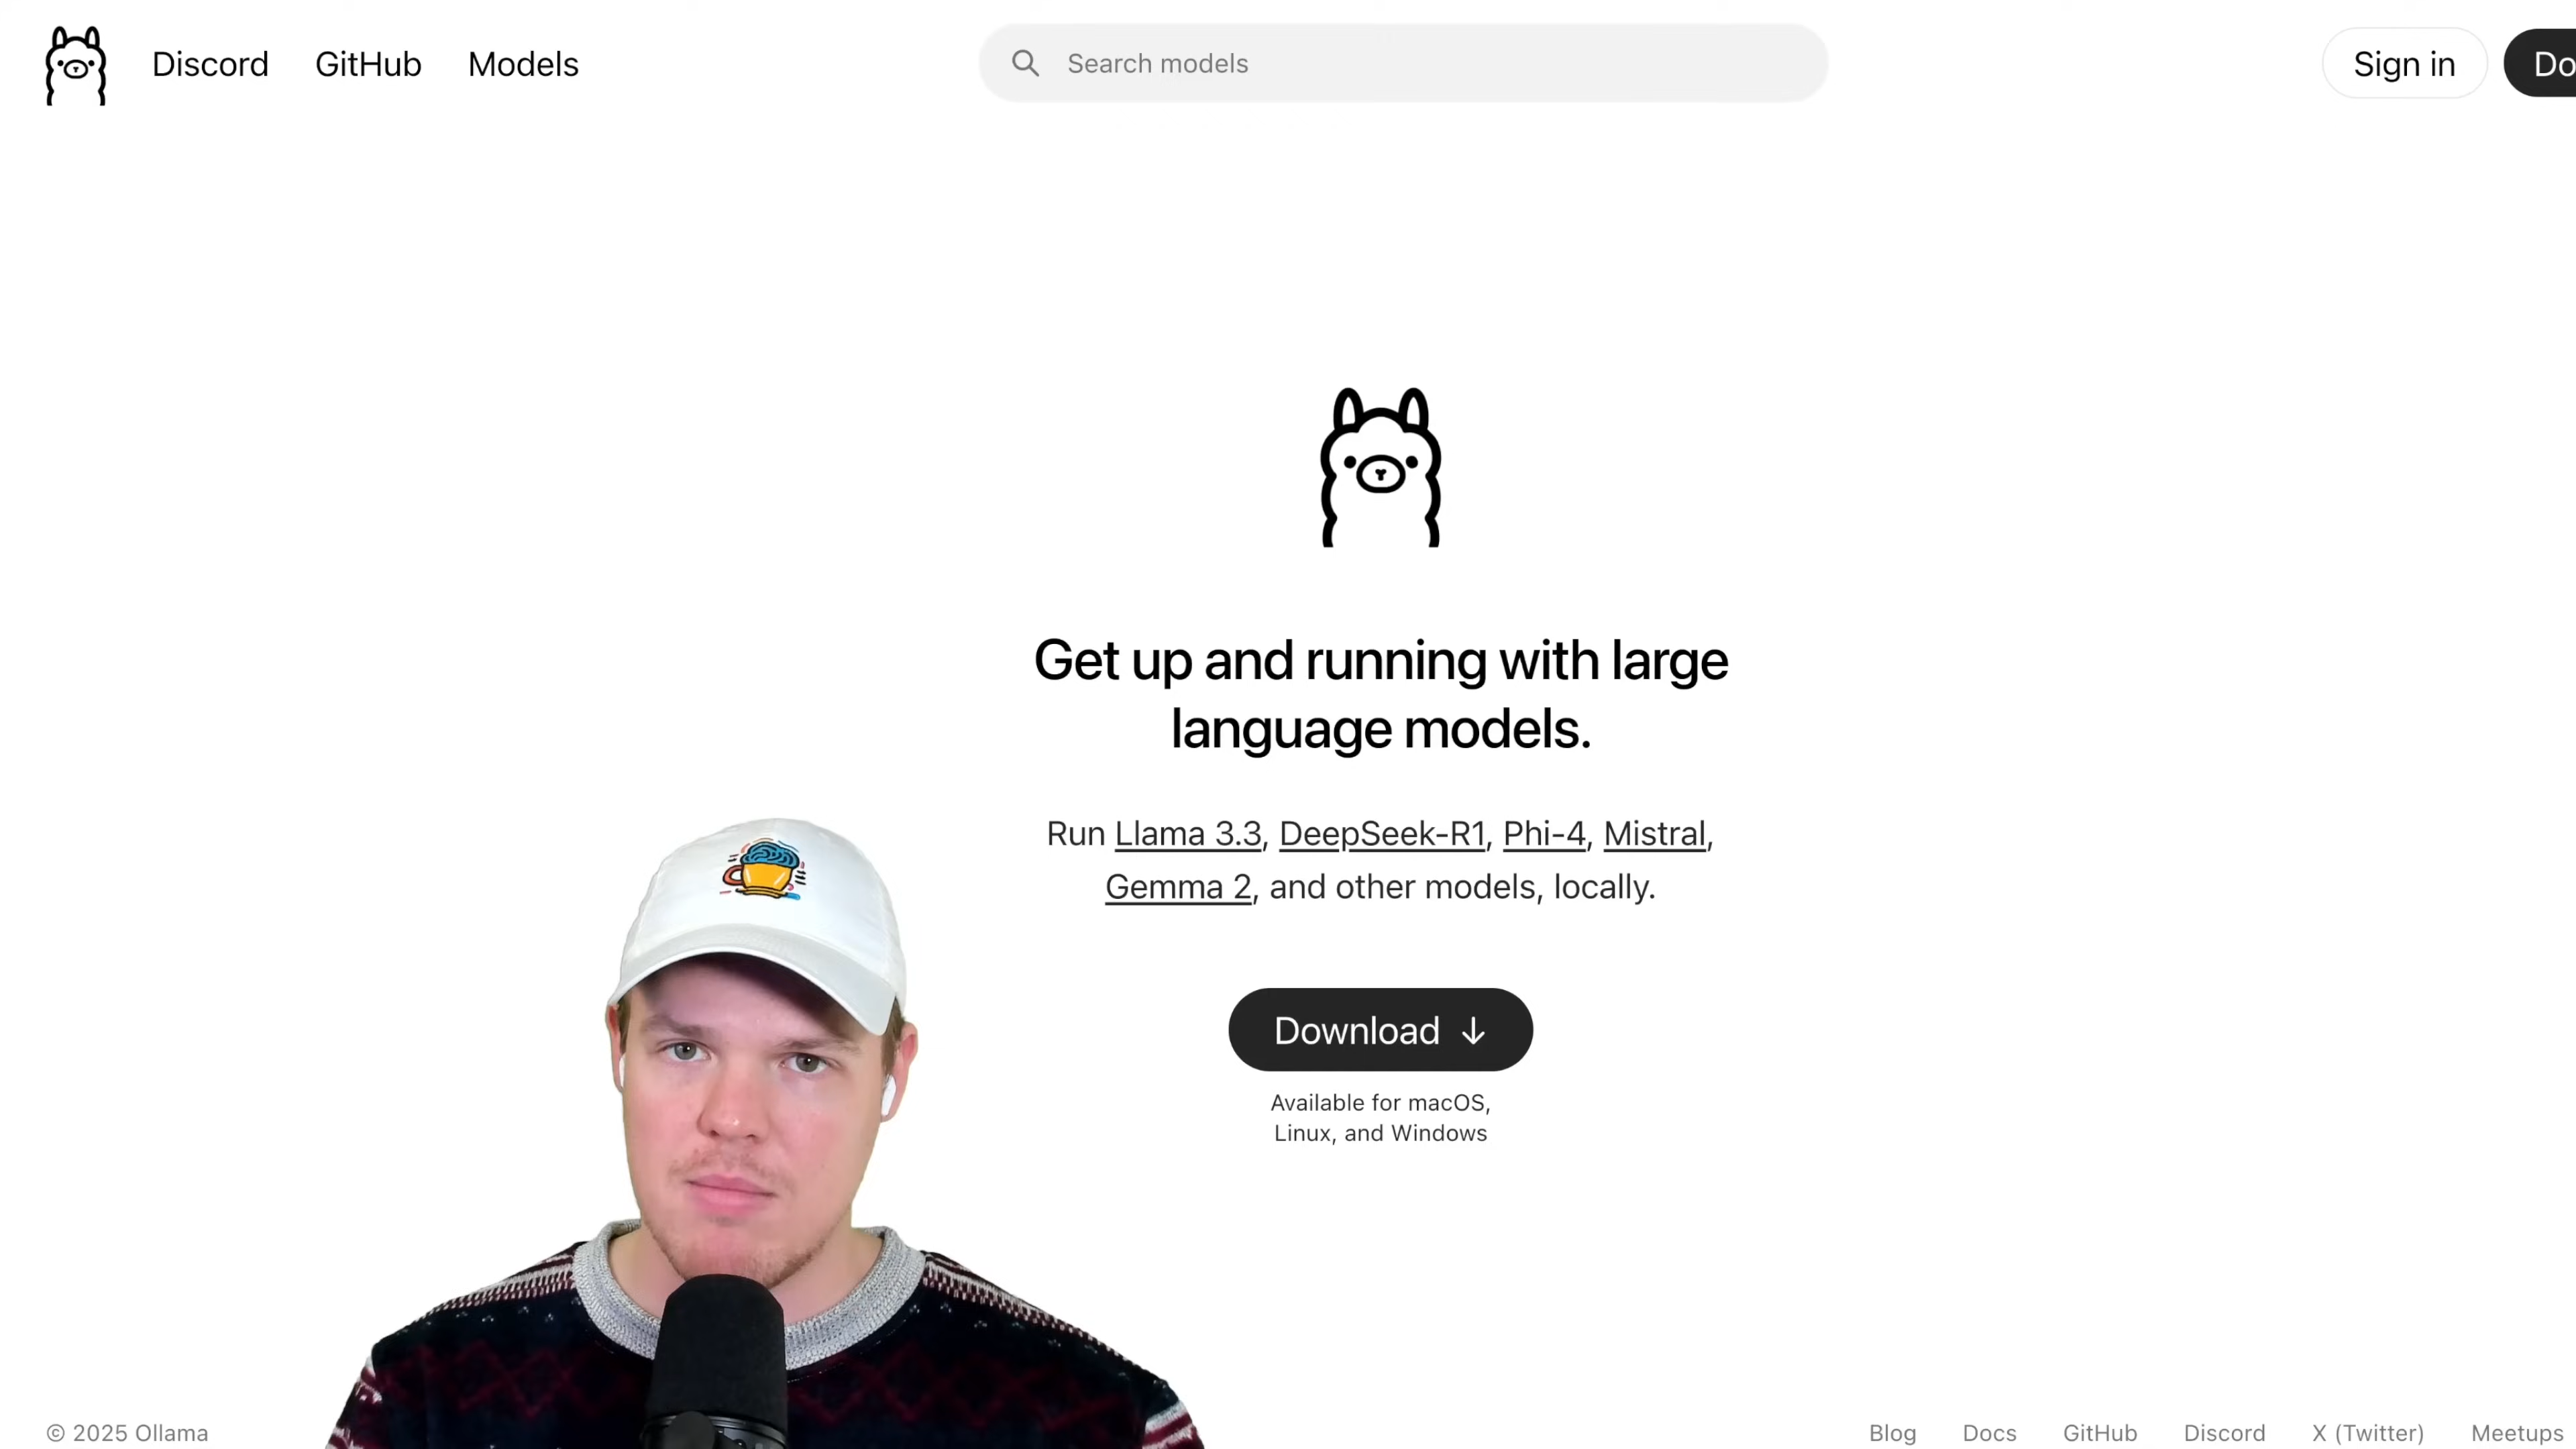 Discord GitHub Models Search models Sign in Do
Get up and running with large
language models.
Run Llama 3.3, DeepSeek-R1, Phi-4, Mistral,
Gemma 2, and other models, locally.
Download ↓
Available for macOS,
Linux, and Windows
© 2025 Ollama Blog Docs GitHub Discord X (Twitter) Meetups